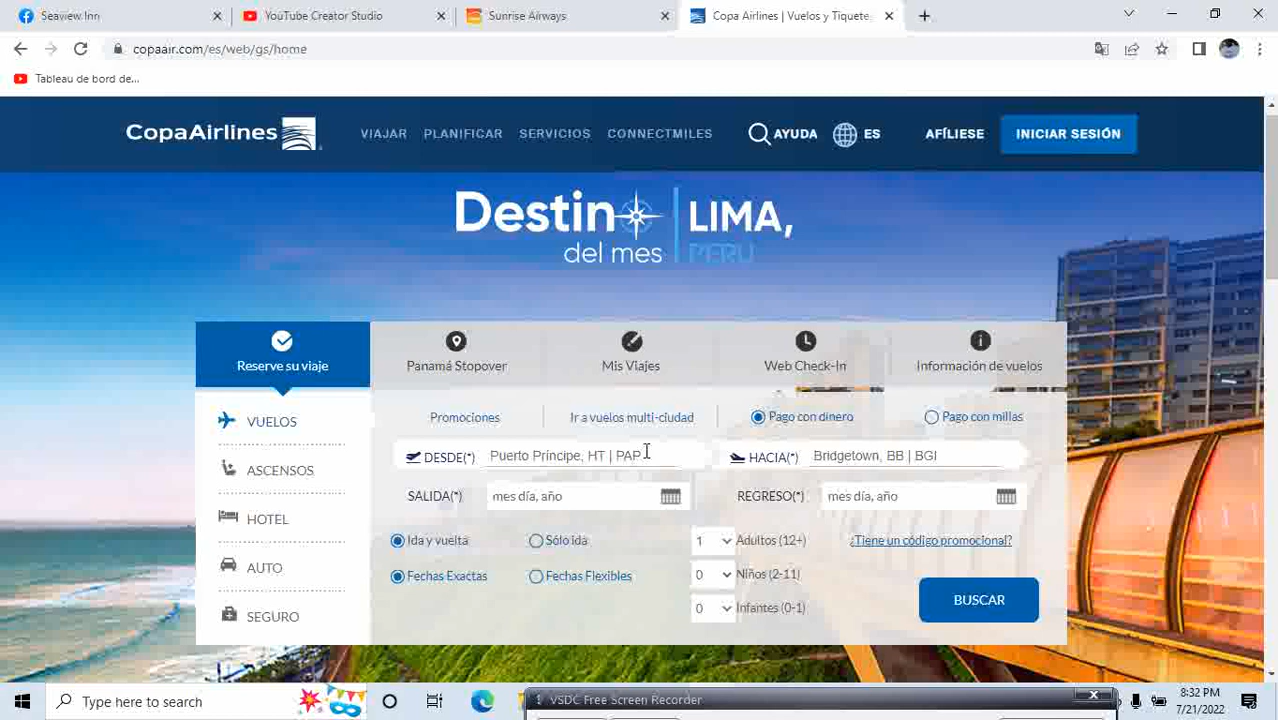 Seawew.Inn
YouTube Creator Studio
Sunrise Airways
Copa Airlines | Vuelos y Tiquete
copaair.com/es/web/gs/home
Tableau de bord de...
CopaAirlines
VIAJAR
PLANIFICAR
SERVICIOS
CONNECTMILES
AYUDA
ES
AFÍLIESE
INICIAR SESIÓN
Destino
del mes
LIMA,
PERÚ
Reserve su viaje
Panamá Stopover
Mis Viajes
Web Check-In
Información de vuelos
VUELOS
ASCENSOS
HOTEL
AUTO
SEGURO
Promociones
Ir a vuelos multi-ciudad
Pago con dinero
Pago con millas
DESDE(*)
Puerto Príncipe, HT | PAP
HACIA(*)
Bridgetown, BB | BGI
SALIDA(*)
mes día, año
REGRESO(*)
mes día, año
Ida y vuelta
Sólo ida
1
Adultos (12+)
¿Tiene un código promocional?
Fechas Exactas
Fechas Flexibles
0
Niños (2-11)
0
Infantes (0-1)
BUSCAR
Type here to search
VSDC Free Screen Recorder
8:32 PM
7/21/2022